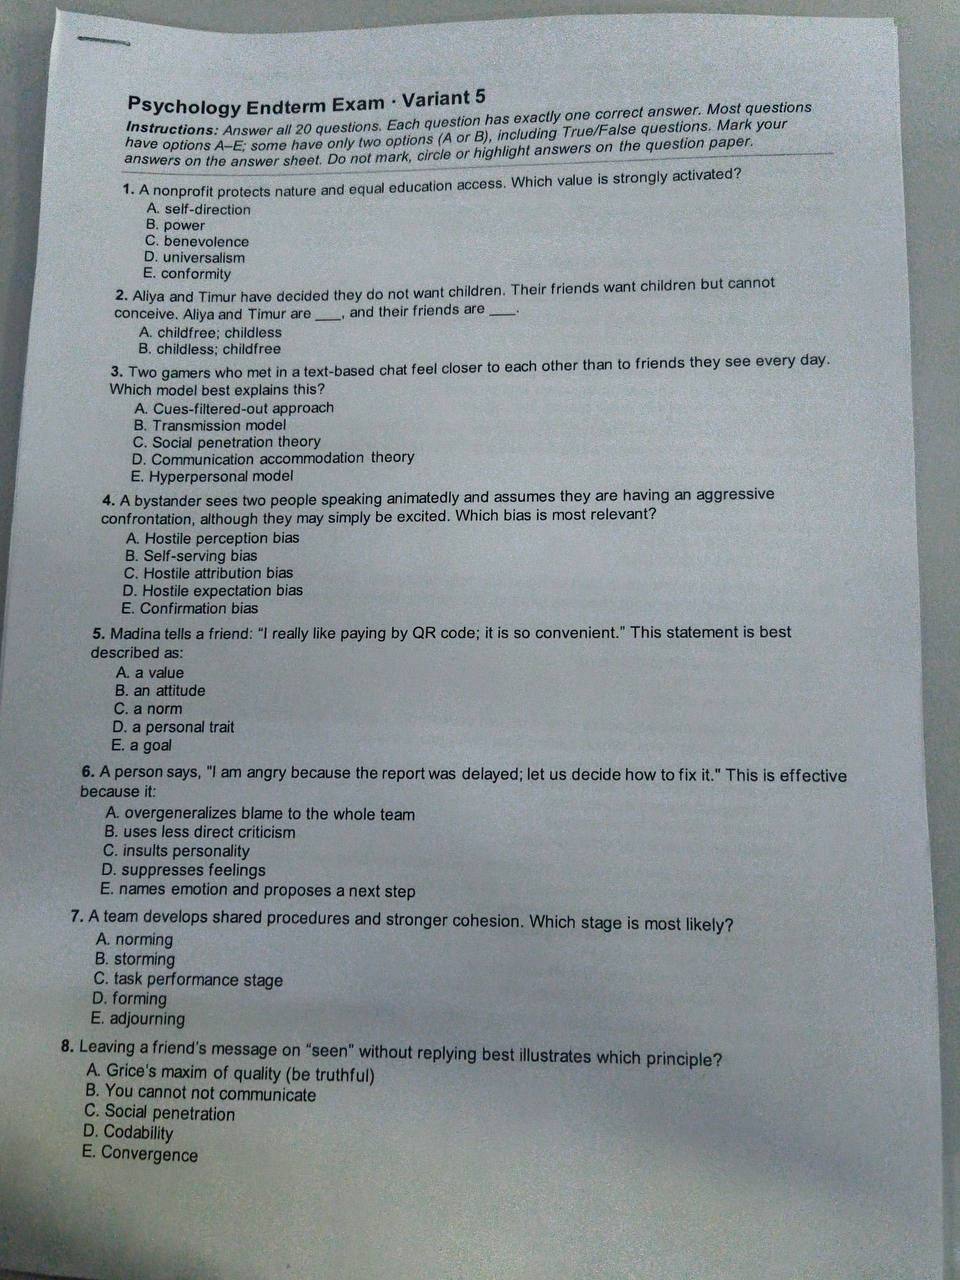 Psychology Endterm Exam · Variant 5
Instructions: Answer all 20 questions. Each question has exactly one correct answer. Most questions
have options A–E; some have only two options (A or B), including True/False questions. Mark your
answers on the answer sheet. Do not mark, circle or highlight answers on the question paper.
1. A nonprofit protects nature and equal education access. Which value is strongly activated?
A. self-direction
B. power
C. benevolence
D. universalism
E. conformity
2. Aliya and Timur have decided they do not want children. Their friends want children but cannot
conceive. Aliya and Timur are ___, and their friends are ___.
A. childfree; childless
B. childless; childfree
3. Two gamers who met in a text-based chat feel closer to each other than to friends they see every day.
Which model best explains this?
A. Cues-filtered-out approach
B. Transmission model
C. Social penetration theory
D. Communication accommodation theory
E. Hyperpersonal model
4. A bystander sees two people speaking animatedly and assumes they are having an aggressive
confrontation, although they may simply be excited. Which bias is most relevant?
A. Hostile perception bias
B. Self-serving bias
C. Hostile attribution bias
D. Hostile expectation bias
E. Confirmation bias
5. Madina tells a friend: “I really like paying by QR code; it is so convenient.” This statement is best
described as:
A. a value
B. an attitude
C. a norm
D. a personal trait
E. a goal
6. A person says, "I am angry because the report was delayed; let us decide how to fix it." This is effective
because it:
A. overgeneralizes blame to the whole team
B. uses less direct criticism
C. insults personality
D. suppresses feelings
E. names emotion and proposes a next step
7. A team develops shared procedures and stronger cohesion. Which stage is most likely?
A. norming
B. storming
C. task performance stage
D. forming
E. adjourning
8. Leaving a friend's message on “seen” without replying best illustrates which principle?
A. Grice's maxim of quality (be truthful)
B. You cannot not communicate
C. Social penetration
D. Codability
E. Convergence